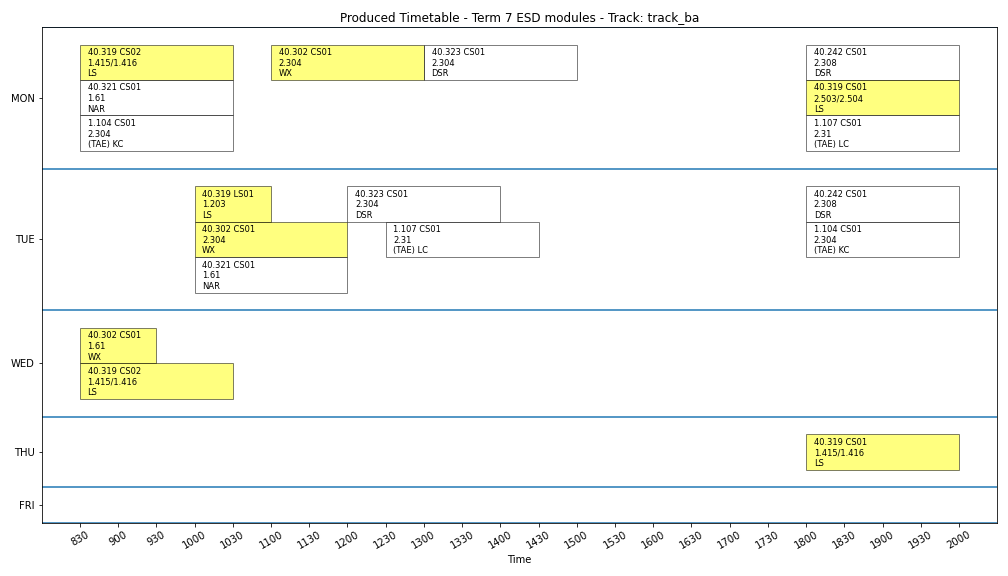 Produced Timetable - Term 7 ESD modules - Track: track_ba
MON
40.319 CS02
1.415/1.416
LS
40.321 CS01
1.61
NAR
1.104 CS01
2.304
(TAE) KC
40.302 CS01
2.304
WX
40.323 CS01
2.304
DSR
40.242 CS01
2.308
DSR
40.319 CS01
2.503/2.504
LS
1.107 CS01
2.31
(TAE) LC
TUE
40.319 LS01
1.203
LS
40.302 CS01
2.304
WX
40.321 CS01
1.61
NAR
40.323 CS01
2.304
DSR
1.107 CS01
2.31
(TAE) LC
40.242 CS01
2.308
DSR
1.104 CS01
2.304
(TAE) KC
WED
40.302 CS01
1.61
WX
40.319 CS02
1.415/1.416
LS
THU
40.319 CS01
1.415/1.416
LS
FRI
830 900 930 1000 1030 1100 1130 1200 1230 1300 1330 1400 1430 1500 1600 1630 1700 1730 1800 1830 1900 1930 2000
Time